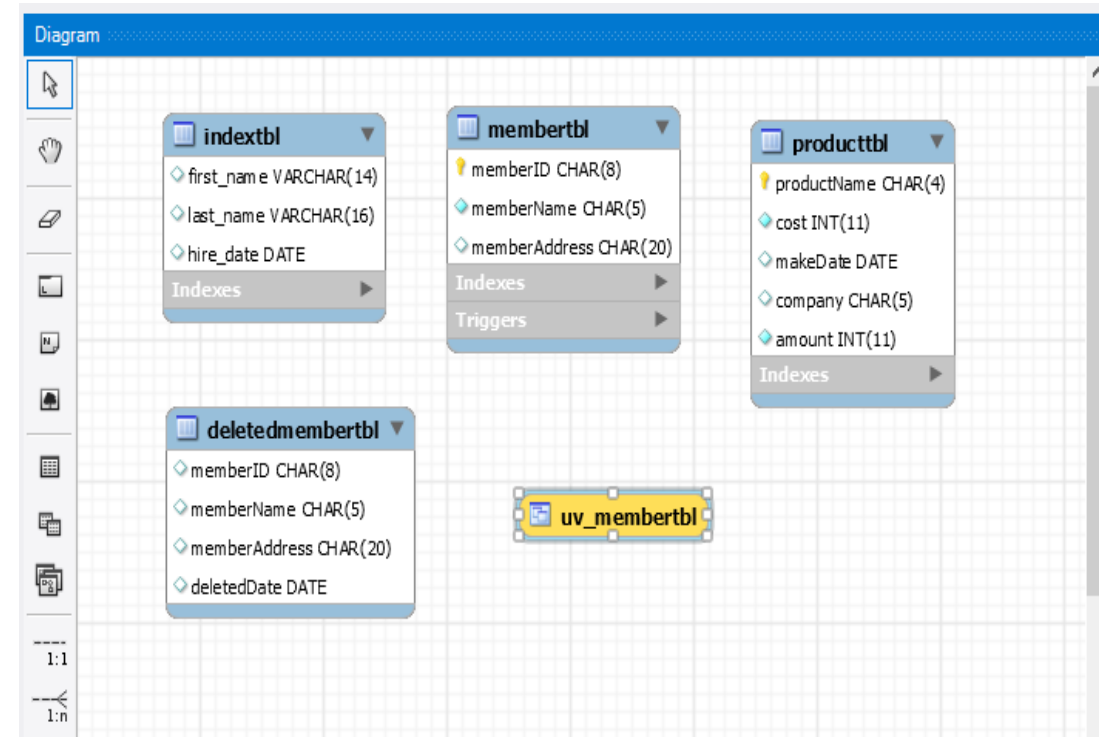 Diagram
indextbl
first_name VARCHAR(14)
last_name VARCHAR(16)
hire_date DATE
Indexes
membertbl
memberID CHAR(8)
memberName CHAR(5)
memberAddress CHAR(20)
Indexes
Triggers
producttbl
productName CHAR(4)
cost INT(11)
makeDate DATE
company CHAR(5)
amount INT(11)
Indexes
deletedmembertbl
memberID CHAR(8)
memberName CHAR(5)
memberAddress CHAR(20)
deletedDate DATE
uv_membertbl
N
1:1
1:n